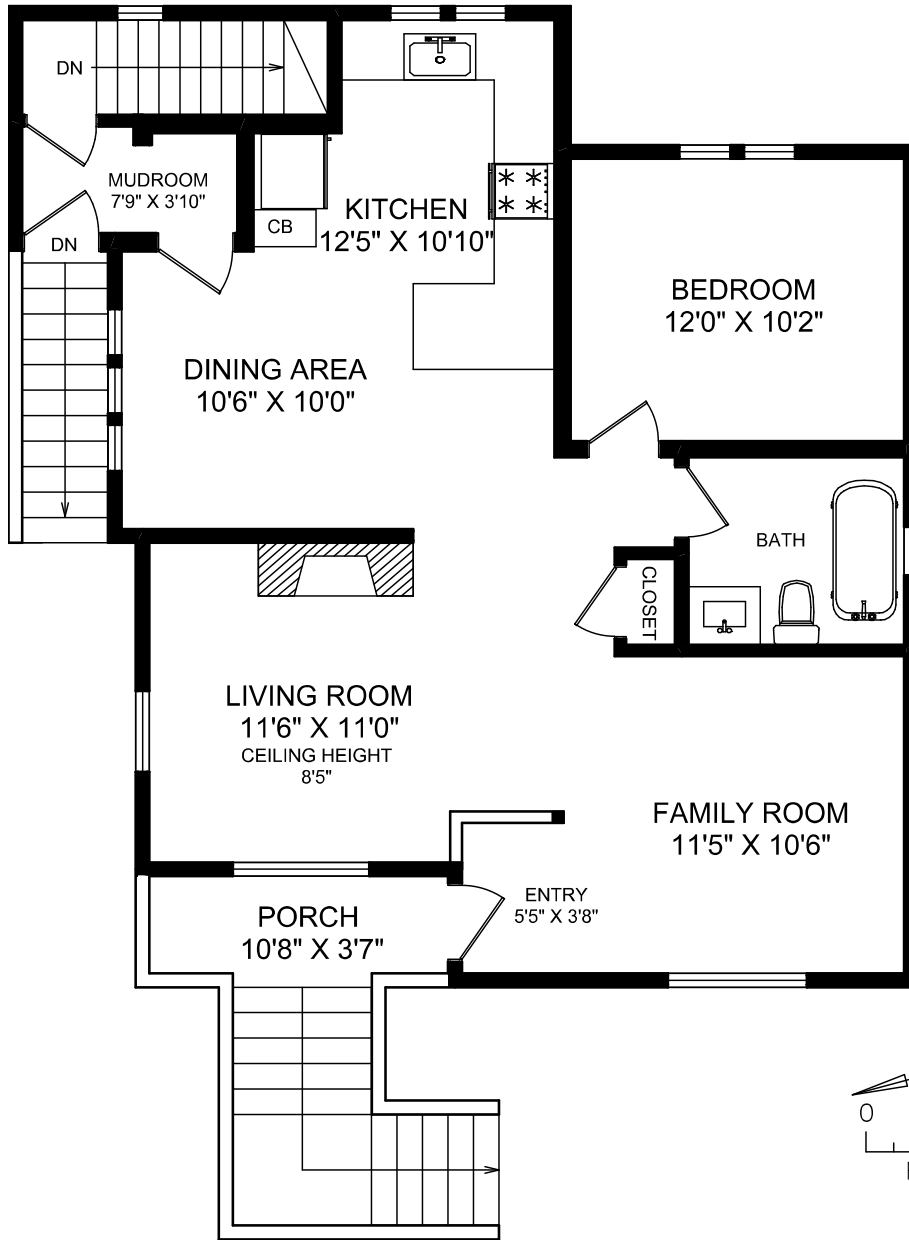 DN
MUDROOM
7'9" X 3'10"
DN
CB
KITCHEN
12'5" X 10'10"
BEDROOM
12'0" X 10'2"
DINING AREA
10'6" X 10'0"
BATH
CLOSET
LIVING ROOM
11'6" X 11'0"
CEILING HEIGHT
8'5"
FAMILY ROOM
11'5" X 10'6"
ENTRY
5'5" X 3'8"
PORCH
10'8" X 3'7"
0